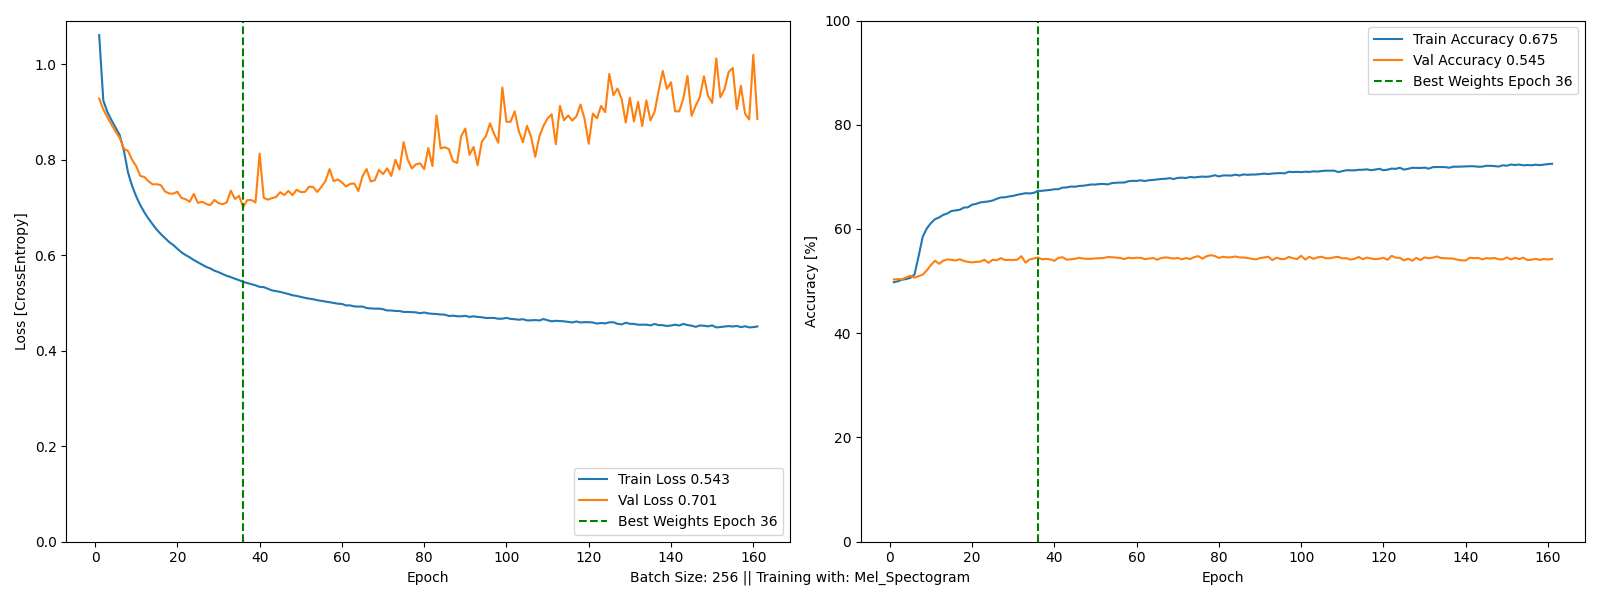 Loss [CrossEntropy]
1.0
0.8
0.6
0.4
0.2
0.0
0 20 40 60 80 100 120 140 160
Epoch
Train Loss 0.543
Val Loss 0.701
Best Weights Epoch 36
Accuracy [%]
100
80
60
40
20
0
0 20 40 60 80 100 120 140 160
Epoch
Train Accuracy 0.675
Val Accuracy 0.545
Best Weights Epoch 36
Batch Size: 256 || Training with: Mel_Spectogram